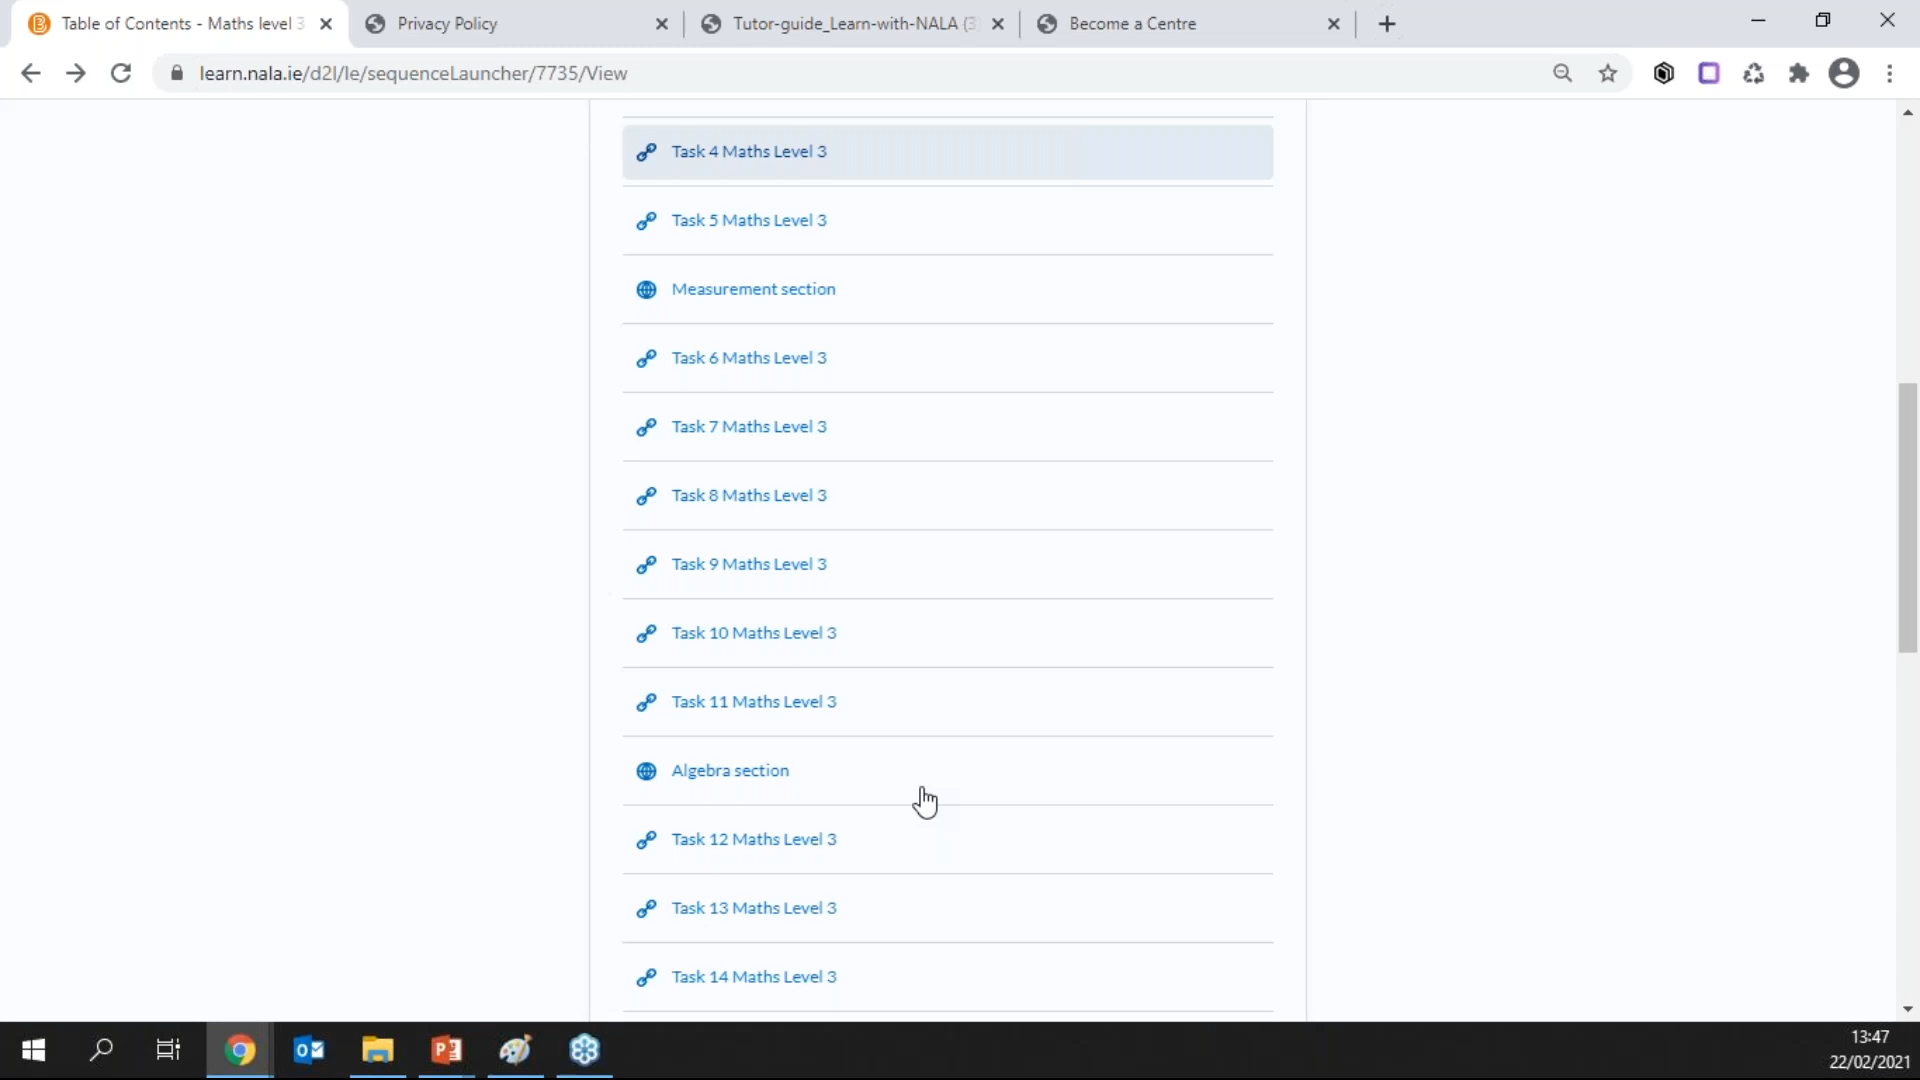 Table of Contents - Maths level 3
Privacy Policy
Tutor-guide_Learn-with-NALA (3
Become a Centre
learn.nala.ie/d2l/le/sequenceLauncher/7735/View
Task 4 Maths Level 3
Task 5 Maths Level 3
Measurement section
Task 6 Maths Level 3
Task 7 Maths Level 3
Task 8 Maths Level 3
Task 9 Maths Level 3
Task 10 Maths Level 3
Task 11 Maths Level 3
Algebra section
Task 12 Maths Level 3
Task 13 Maths Level 3
Task 14 Maths Level 3
13:47
22/02/2021